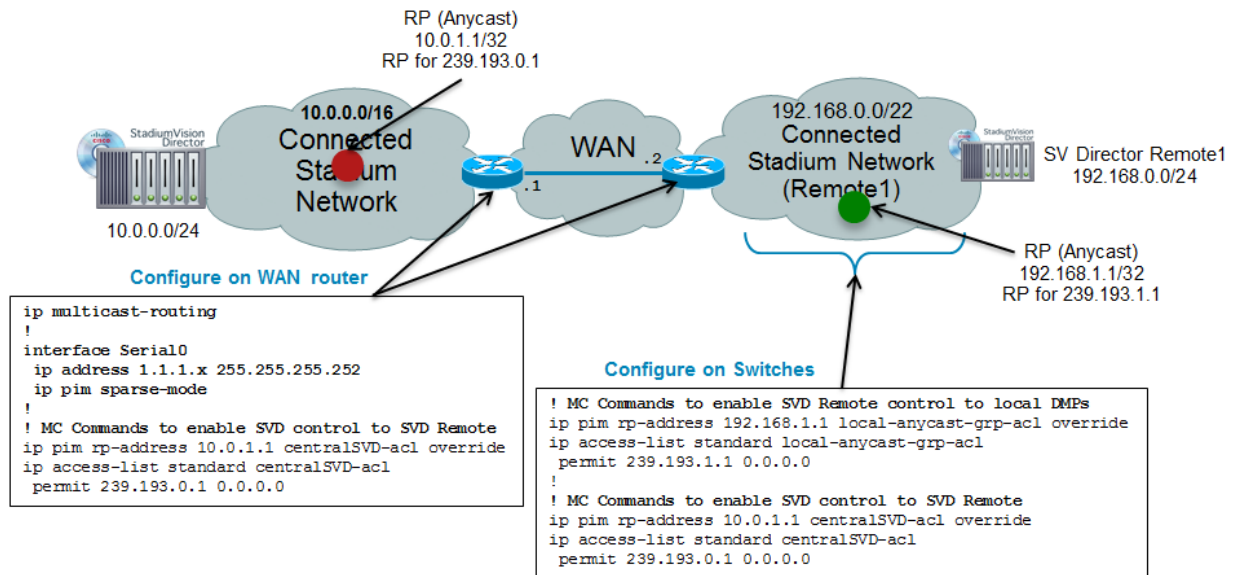 RP (Anycast)
10.0.1.1/32
RP for 239.193.0.1
StadiumVision
Director
CISCO
10.0.0.0/24
10.0.0.0/16
Connected
Stadium
Network
.1
WAN
.2
192.168.0.0/22
Connected
Stadium Network
(Remote1)
StadiumVision
Director
CISCO
SV Director Remote1
192.168.0.0/24
RP (Anycast)
192.168.1.1/32
RP for 239.193.1.1
Configure on WAN router
ip multicast-routing
!
interface Serial0
ip address 1.1.1.x 255.255.255.252
ip pim sparse-mode
!
! MC Commands to enable SVD control to SVD Remote
ip pim rp-address 10.0.1.1 centralSVD-acl override
ip access-list standard centralSVD-acl
permit 239.193.0.1 0.0.0.0
Configure on Switches
! MC Commands to enable SVD Remote control to local DMPs
ip pim rp-address 192.168.1.1 local-anycast-grp-acl override
ip access-list standard local-anycast-grp-acl
permit 239.193.1.1 0.0.0.0
!
! MC Commands to enable SVD control to SVD Remote
ip pim rp-address 10.0.1.1 centralSVD-acl override
ip access-list standard centralSVD-acl
permit 239.193.0.1 0.0.0.0